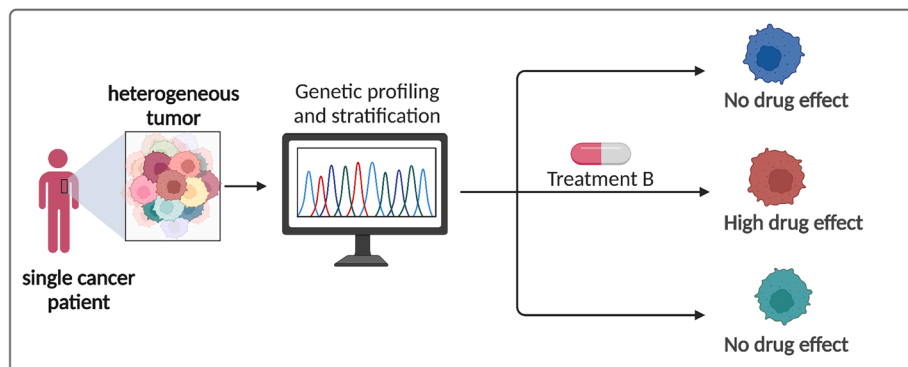 heterogeneous
tumor
single cancer
patient
Genetic profiling
and stratification
Treatment B
No drug effect
High drug effect
No drug effect